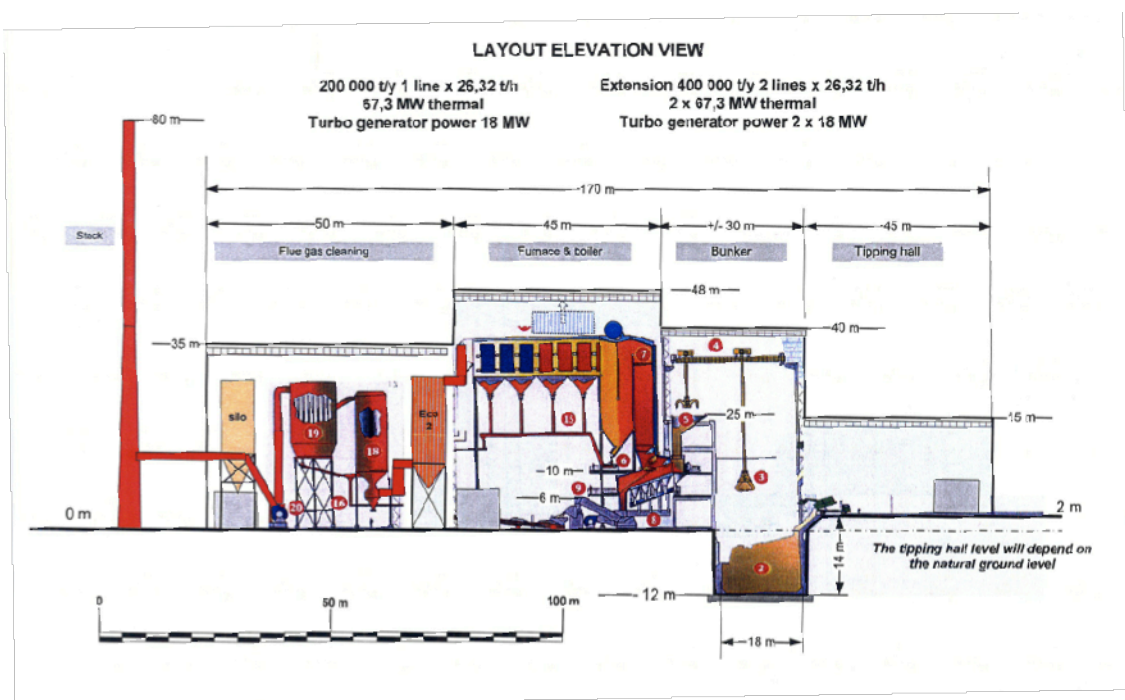 LAYOUT ELEVATION VIEW
200 000 t/y 1 line x 26,32 t/h
67,3 MW thermal
Turbo generator power 18 MW
Extension 400 000 t/y 2 lines x 26,32 t/h
2 x 67,3 MW thermal
Turbo generator power 2 x 18 MW
80 m
170 m
50 m
45 m
+/- 30 m
45 m
Stack
Flue gas cleaning
Furnace & boiler
Bunker
Tipping hall
48 m
40 m
35 m
4
7
silo
Eco
2
19
18
15
5
25 m
15 m
6
10 m
3
9
6 m
20
16
8
0 m
2 m
The tipping hall level will depend on
the natural ground level
2
14 m
- 12 m
0
50 m
100 m
18 m